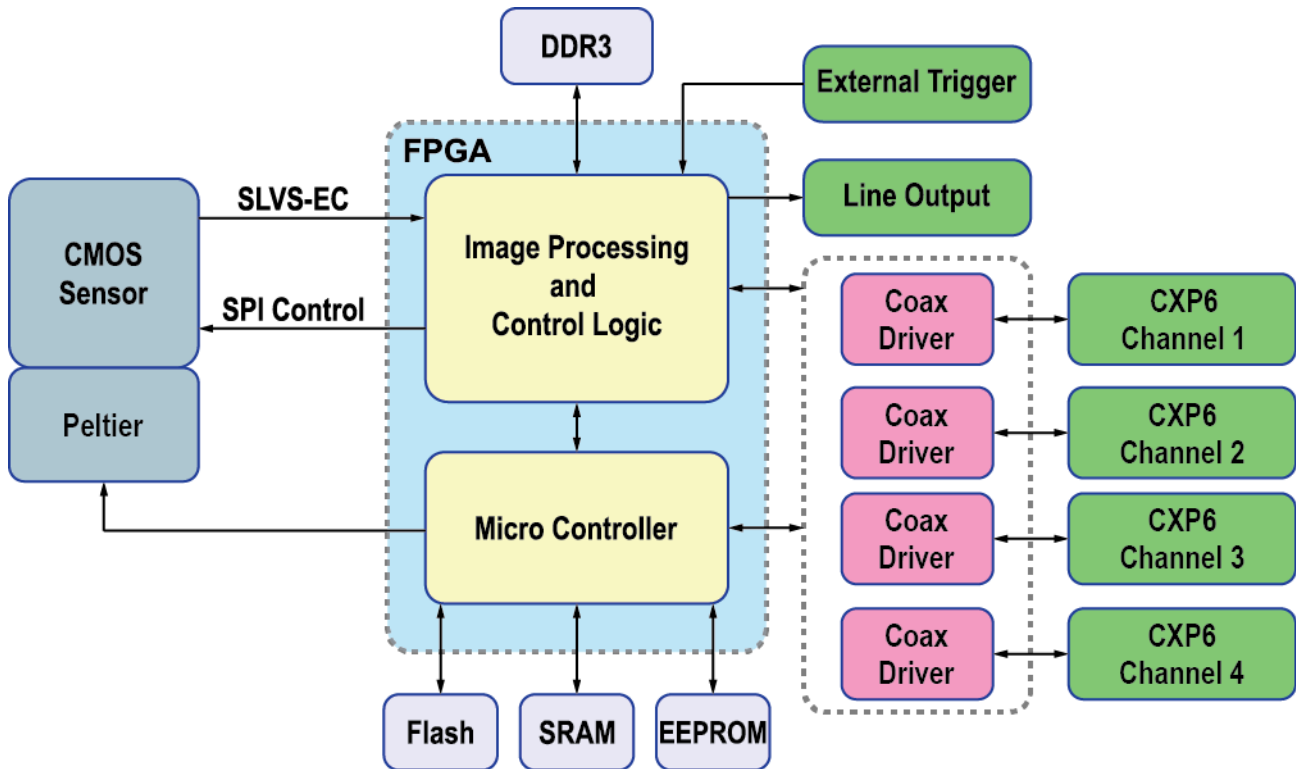 DDR3
External Trigger
FPGA
Line Output
SLVS-EC
CMOS
Sensor
Image Processing
and
Control Logic
SPI Control
Coax
Driver
CXP6
Channel 1
Peltier
Coax
Driver
CXP6
Channel 2
Micro Controller
Coax
Driver
CXP6
Channel 3
Coax
Driver
CXP6
Channel 4
Flash
SRAM
EEPROM